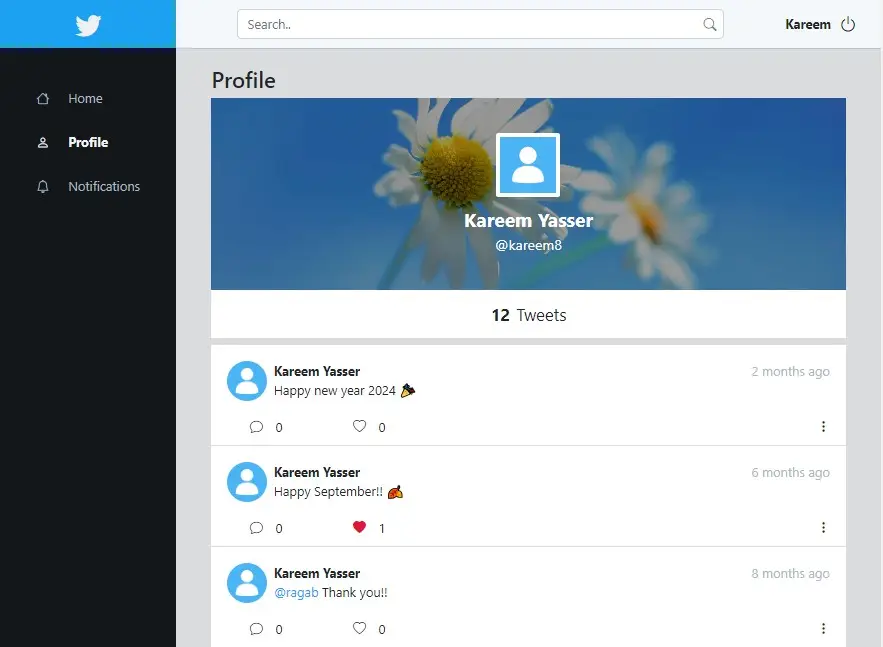 Search..
Kareem
Home
Profile
Notifications
Profile
Kareem Yasser
@kareem8
12 Tweets
Kareem Yasser
2 months ago
Happy new year 2024 🎉
0
0
Kareem Yasser
6 months ago
Happy September!! 🍂
0
1
Kareem Yasser
8 months ago
@ragab Thank you!!
0
0